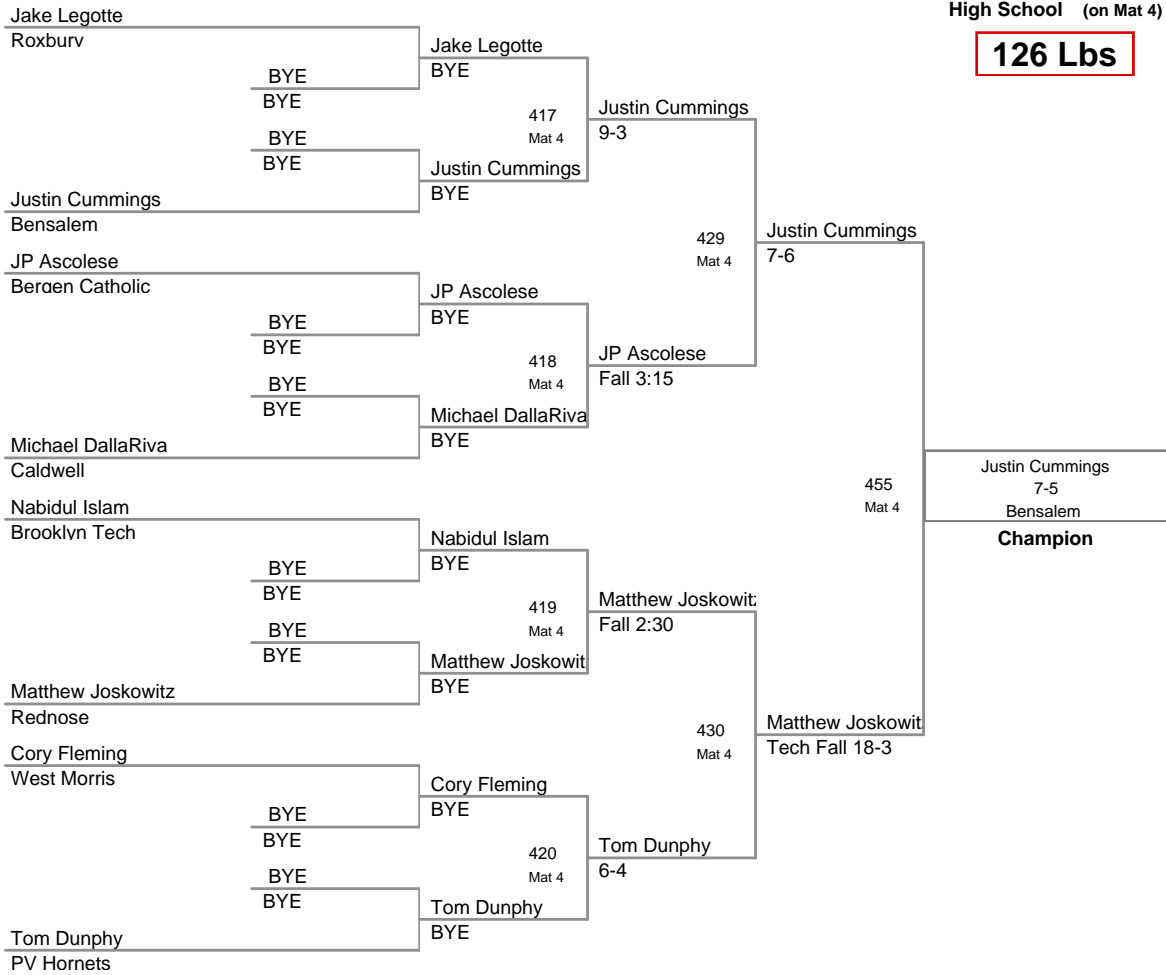 High School (on Mat 4)
126 Lbs
Jake Legotte
Roxbury
BYE
BYE
BYE
BYE
Justin Cummings
Bensalem
JP Ascolese
Bergen Catholic
BYE
BYE
BYE
BYE
Michael DallaRiva
Caldwell
Nabidul Islam
Brooklyn Tech
BYE
BYE
BYE
BYE
Matthew Joskowitz
Rednose
Cory Fleming
West Morris
BYE
BYE
BYE
BYE
Tom Dunphy
PV Hornets
Jake Legotte
BYE
417
Mat 4
Justin Cummings
BYE
JP Ascolese
BYE
418
Mat 4
Michael DallaRiva
BYE
Nabidul Islam
BYE
419
Mat 4
Matthew Joskowit
BYE
Cory Fleming
BYE
420
Mat 4
Tom Dunphy
BYE
Justin Cummings
9-3
429
Mat 4
JP Ascolese
Fall 3:15
Matthew Joskowitz
Fall 2:30
430
Mat 4
Tom Dunphy
6-4
Justin Cummings
7-6
455
Mat 4
Matthew Joskowit
Tech Fall 18-3
Justin Cummings
7-5
Bensalem
Champion